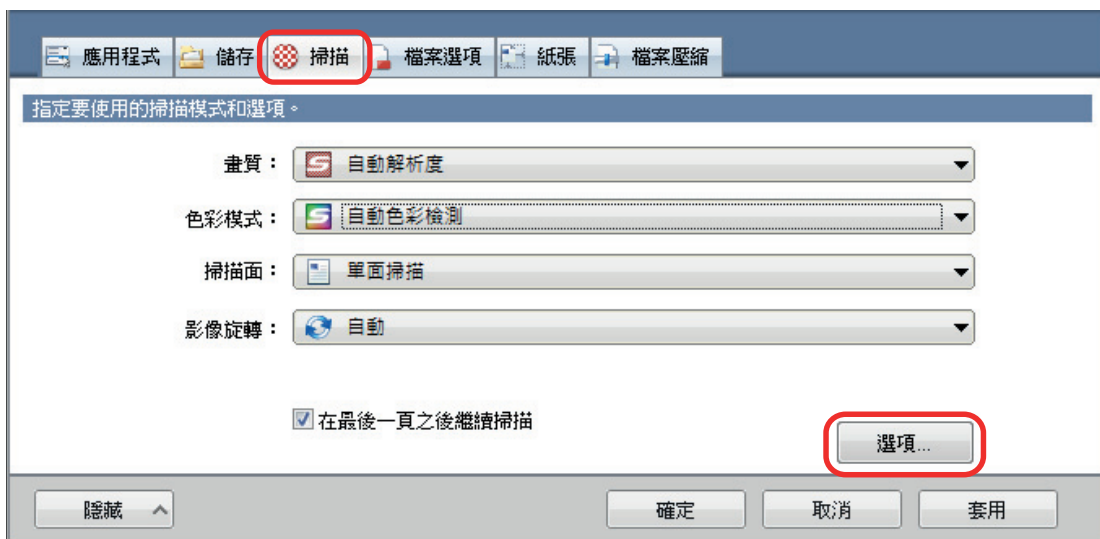 應用程式 儲存 掃描 檔案選項 紙張 檔案壓縮
指定要使用的掃描模式和選項。
畫質： 自動解析度
色彩模式： 自動色彩檢測
掃描面： 單面掃描
影像旋轉： 自動
在最後一頁之後繼續掃描
選項...
隱藏 確定 取消 套用